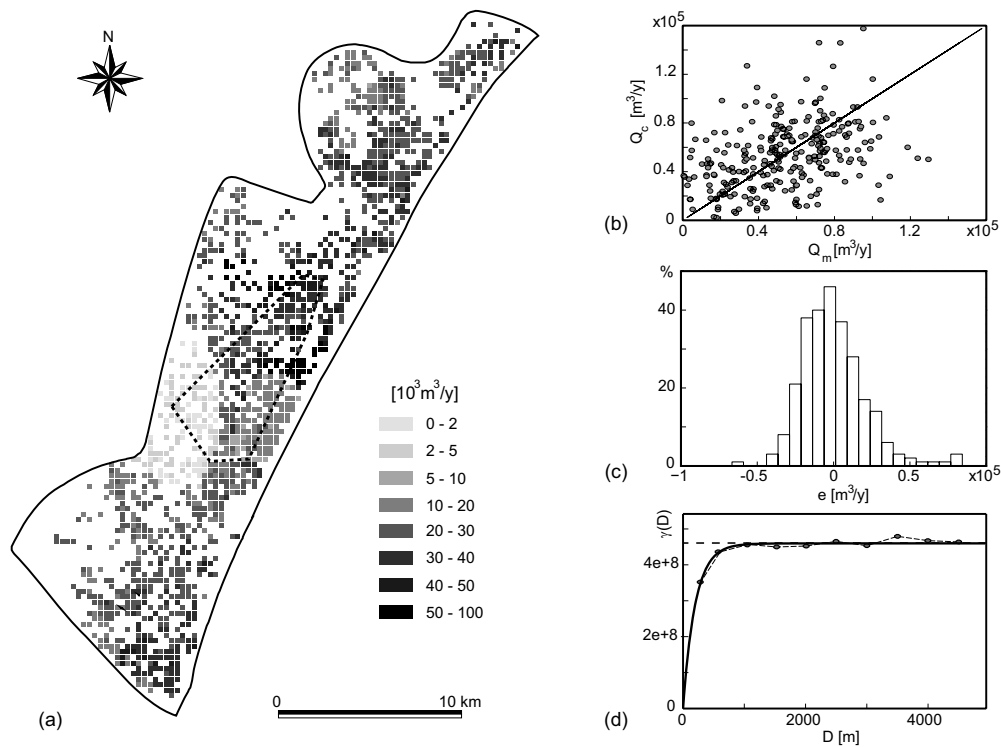 N
[10³m³/y]
0 - 2
2 - 5
5 - 10
10 - 20
20 - 30
30 - 40
40 - 50
50 - 100
0 10 km
(a)
x10⁵
1.2
0.8
0.4
0
Q_c [m³/y]
0 0.4 0.8 1.2 x10⁵
Q_m [m³/y]
(b)
%
40
20
0
-1 -0.5 0 0.5 x10⁵
e [m³/y]
(c)
γ(D)
4e+8
2e+8
0
0 2000 4000
D [m]
(d)